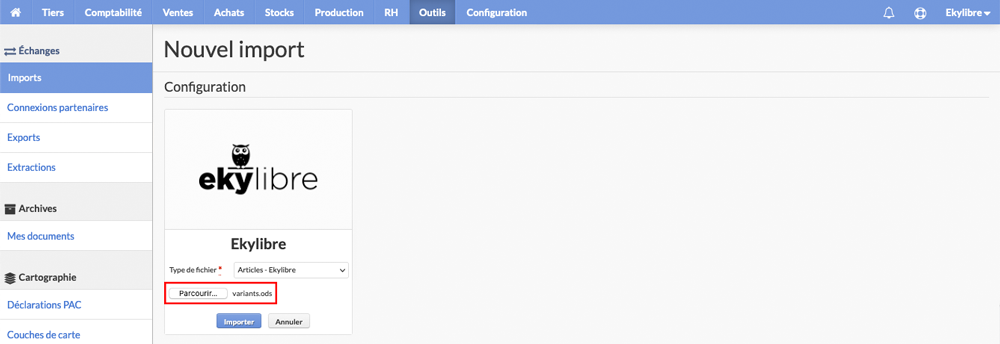 Tiers Comptabilité Ventes Achats Stocks Production RH Outils Configuration Ekylibre
Échanges
Imports
Connexions partenaires
Exports
Extractions
Archives
Mes documents
Cartographie
Déclarations PAC
Couches de carte
Nouvel import
Configuration
ekylibre
Ekylibre
Type de fichier * Articles - Ekylibre
Parcourir... variants.ods
Importer Annuler